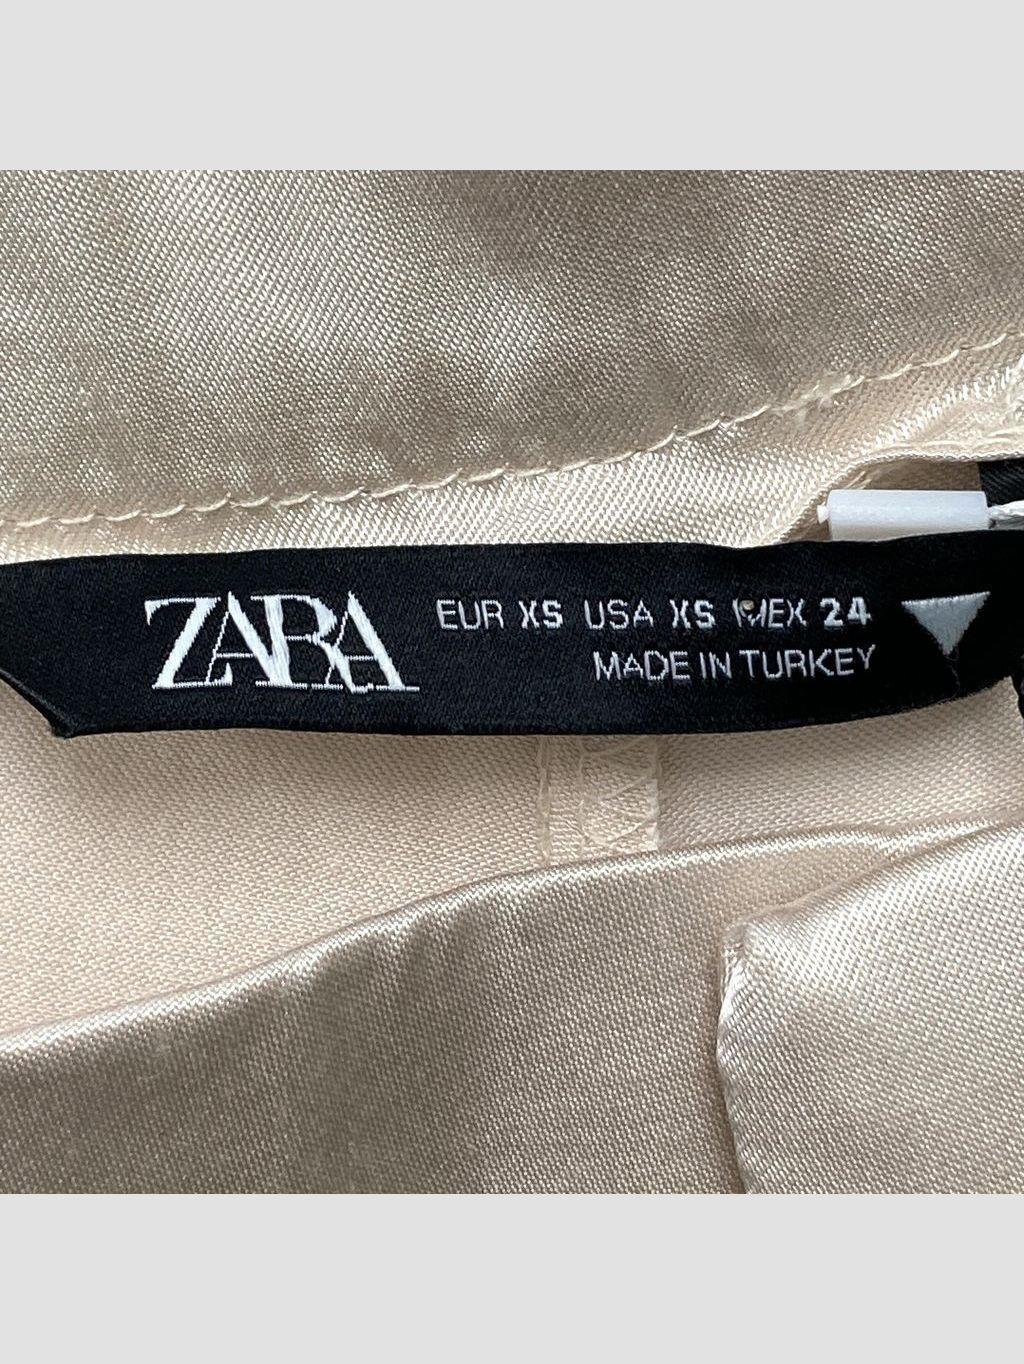 ZARA
EUR XS USA XS MEX 24
MADE IN TURKEY